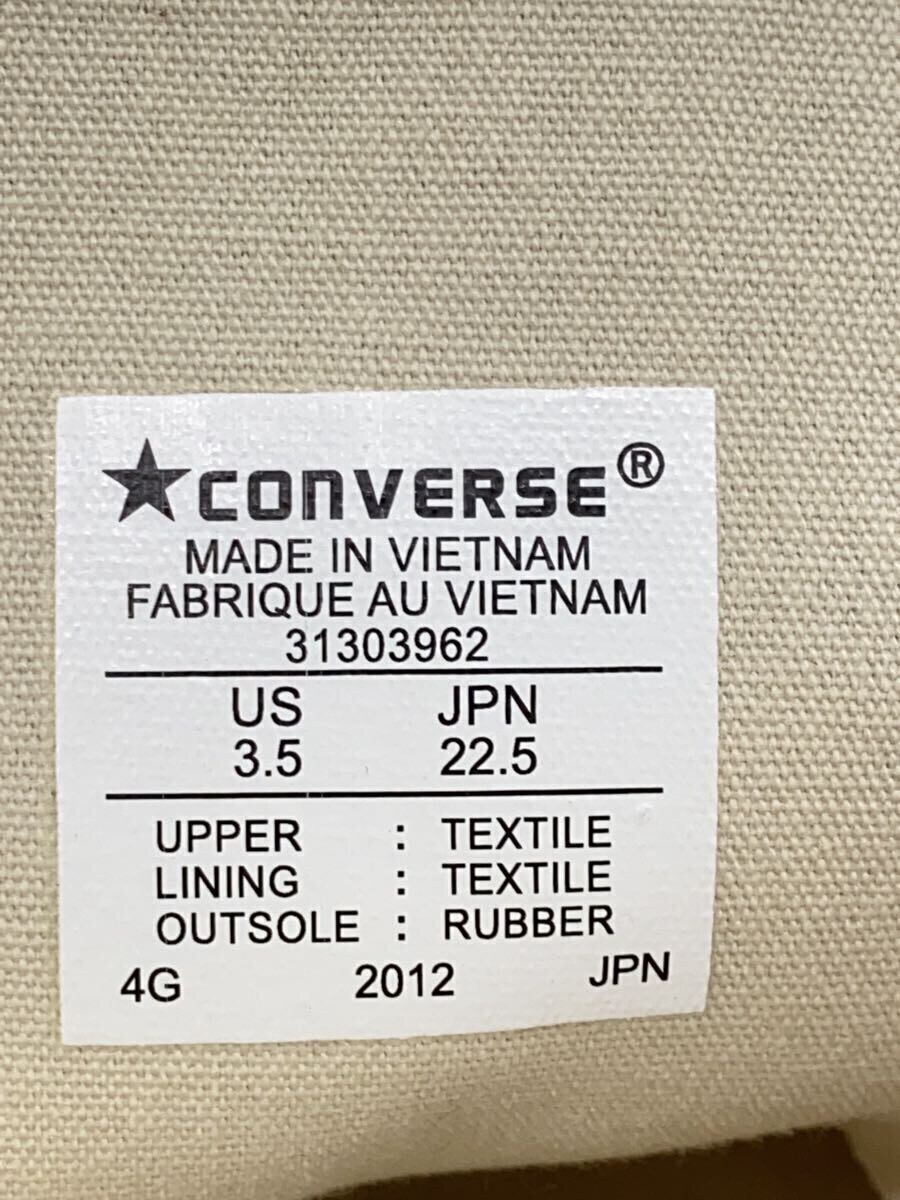 ★CONVERSE®
MADE IN VIETNAM
FABRIQUE AU VIETNAM
31303962
US JPN
3.5 22.5
UPPER : TEXTILE
LINING : TEXTILE
OUTSOLE : RUBBER
4G 2012 JPN